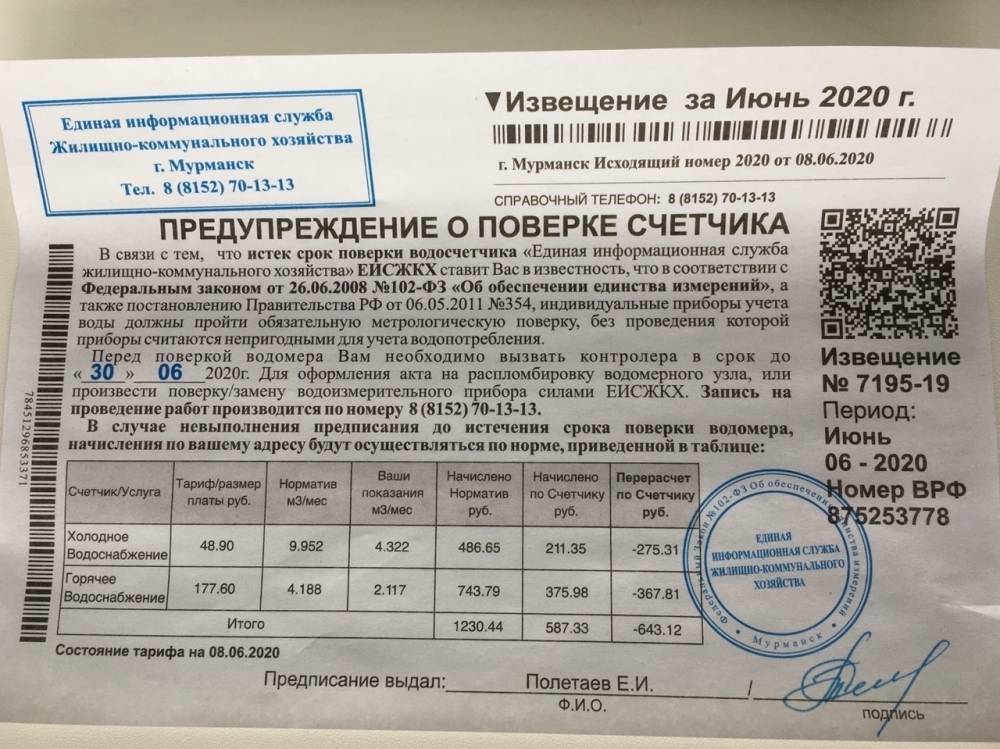 Единая информационная служба
Жилищно-коммунального хозяйства
г. Мурманск
Тел. 8 (8152) 70-13-13
▼Извещение за Июнь 2020 г.
г. Мурманск Исходящий номер 2020 от 08.06.2020
СПРАВОЧНЫЙ ТЕЛЕФОН: 8 (8152) 70-13-13
ПРЕДУПРЕЖДЕНИЕ О ПОВЕРКЕ СЧЕТЧИКА
В связи с тем, что истек срок поверки водосчетчика «Единая информационная служба
жилищно-коммунального хозяйства» ЕИСЖКХ ставит Вас в известность, что в соответствии с
Федеральным законом от 26.06.2008 №102-ФЗ «Об обеспечении единства измерений», а
также постановлению Правительства РФ от 06.05.2011 №354, индивидуальные приборы учета
воды должны пройти обязательную метрологическую поверку, без проведения которой
приборы считаются непригодными для учета водопотребления.
Перед поверкой водомера Вам необходимо вызвать контролера в срок до
«_30_»__06__2020г. Для оформления акта на распломбировку водомерного узла, или
произвести поверку/замену водоизмерительного прибора силами ЕИСЖКХ. Запись на
проведение работ производится по номеру 8 (8152) 70-13-13.
В случае невыполнения предписания до истечения срока поверки водомера,
начисления по вашему адресу будут осуществляться по норме, приведенной в таблице:
78451296853371
Извещение
№ 7195-19
Период:
Июнь
06 - 2020
Номер ВРФ
875253778
Счетчик/Услуга Тариф/размер платы руб. Норматив м3/мес Ваши показания м3/мес Начислено Норматив руб. Начислено по Счетчику руб. Перерасчет по Счетчику руб.
Холодное Водоснабжение 48.90 9.952 4.322 486.65 211.35 -275.31
Горячее Водоснабжение 177.60 4.188 2.117 743.79 375.98 -367.81
Итого 1230.44 587.33 -643.12
Федеральный Закон №102-ФЗ Об обеспечении единства измерений
ЕДИНАЯ
ИНФОРМАЦИОННАЯ СЛУЖБА
ЖИЛИЩНО-КОММУНАЛЬНОГО
ХОЗЯЙСТВА
• Мурманск •
Состояние тарифа на 08.06.2020
Предписание выдал: Полетаев Е.И. /
Ф.И.О.
подпись